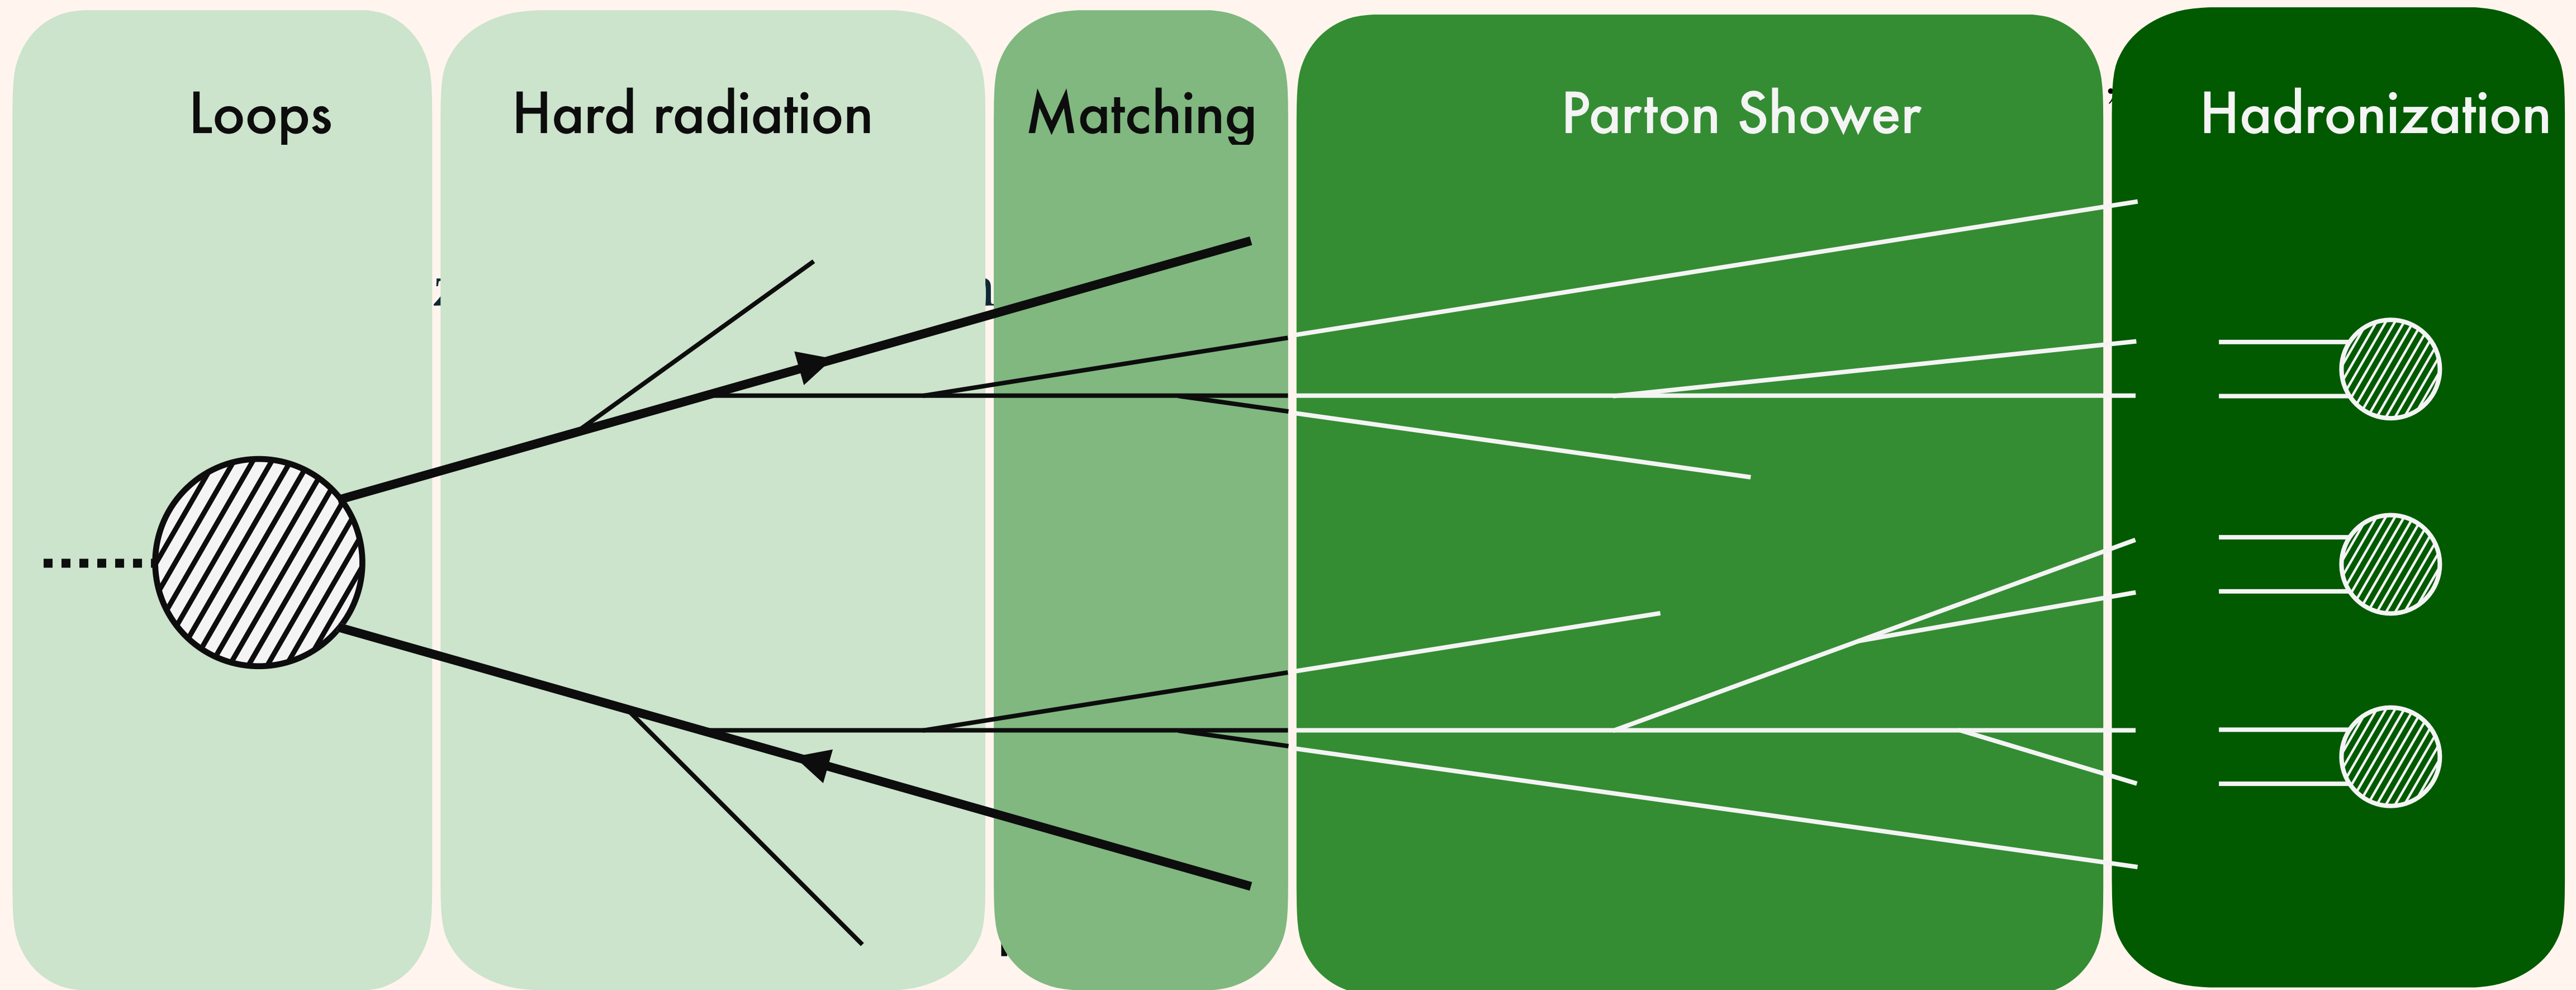 Loops
Hard radiation
Matching
Parton Shower
Hadronization